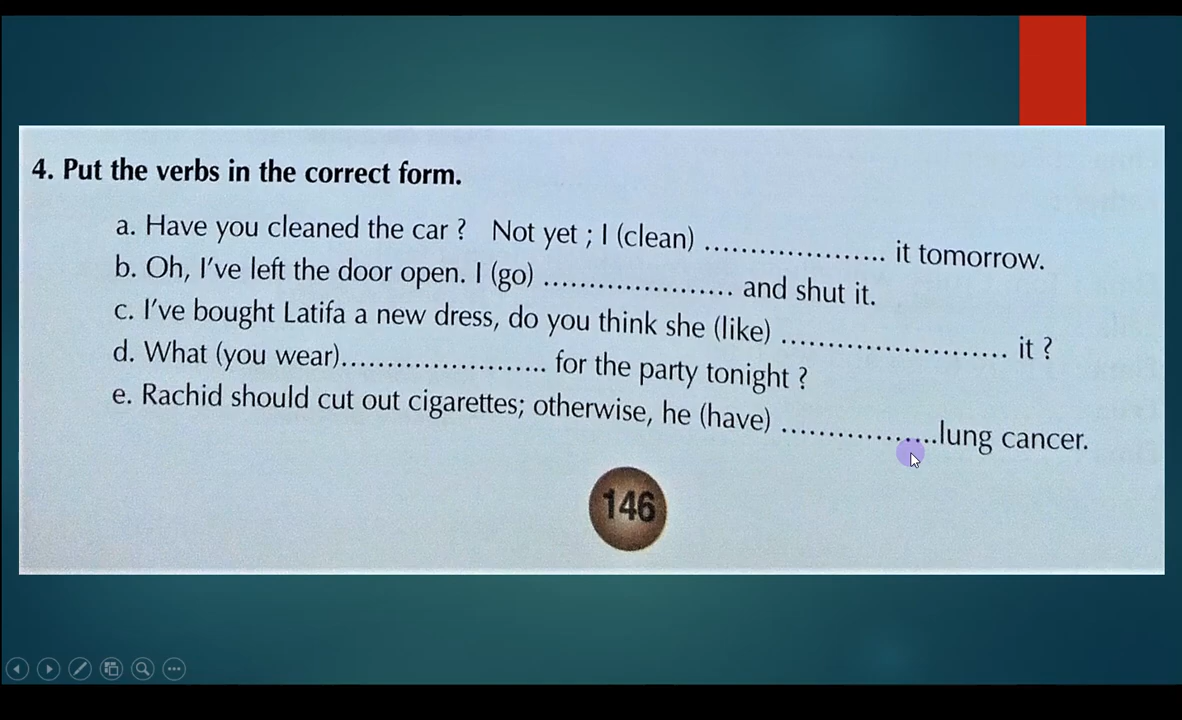 4. Put the verbs in the correct form.
a. Have you cleaned the car ? Not yet ; I (clean) .................... it tomorrow.
b. Oh, I've left the door open. I (go) ..................... and shut it.
c. I've bought Latifa a new dress, do you think she (like) ......................... it ?
d. What (you wear)....................... for the party tonight ?
e. Rachid should cut out cigarettes; otherwise, he (have) .................lung cancer.
146